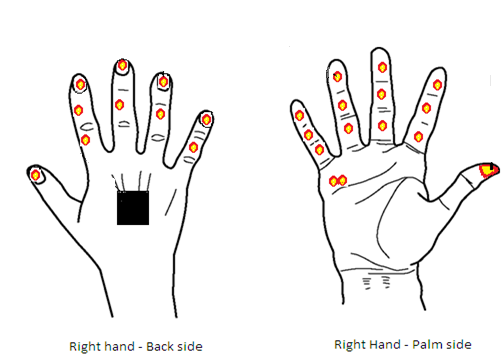 Right hand - Back side
Right Hand - Palm side